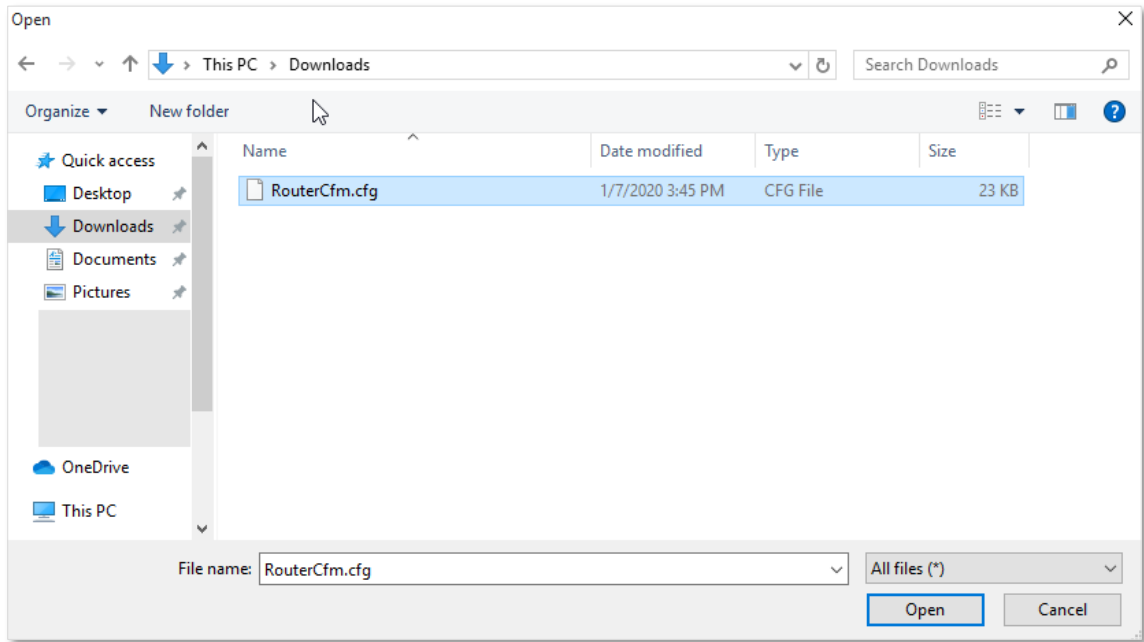 Open
This PC > Downloads
Search Downloads
Organize
New folder
?
Name Date modified Type Size
Quick access
Desktop
Downloads
Documents
Pictures
OneDrive
This PC
RouterCfm.cfg 1/7/2020 3:45 PM CFG File 23 KB
File name: RouterCfm.cfg
All files (*)
Open Cancel